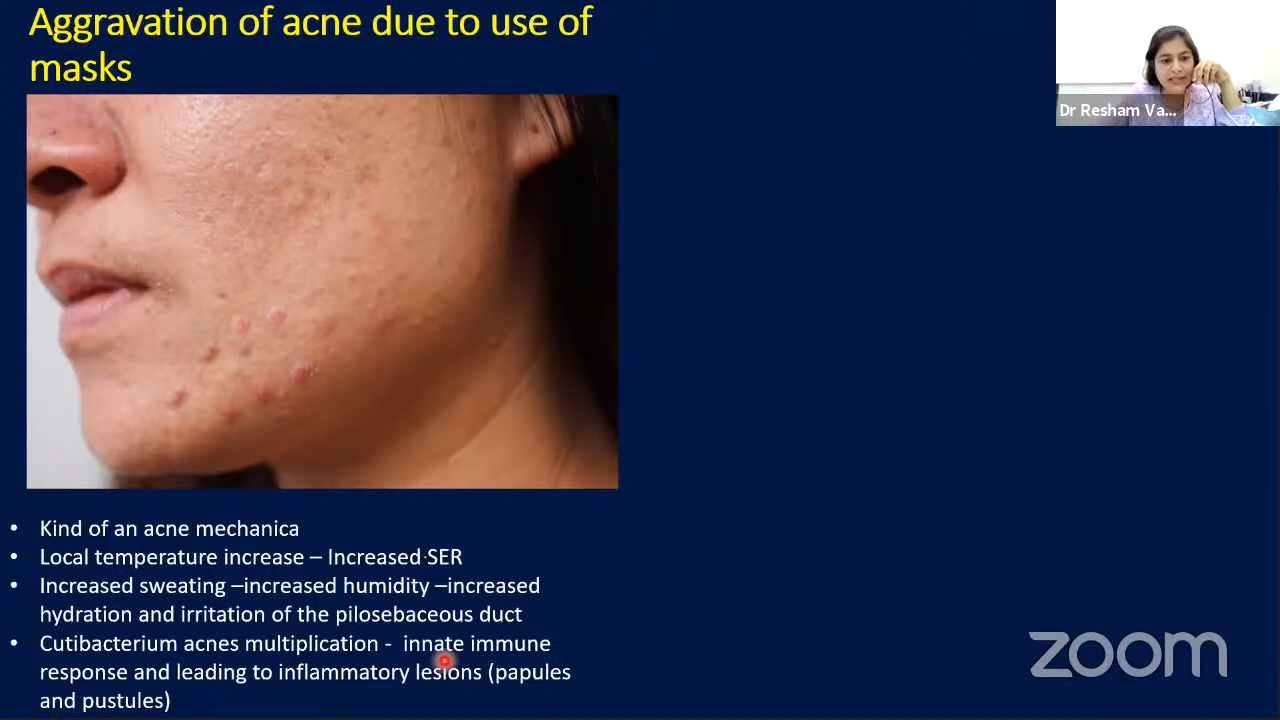 Aggravation of acne due to use of
masks
Dr Resham Va...
• Kind of an acne mechanica
• Local temperature increase – Increased SER
• Increased sweating –increased humidity –increased
hydration and irritation of the pilosebaceous duct
• Cutibacterium acnes multiplication - innate immune
response and leading to inflammatory lesions (papules
and pustules)
zoom